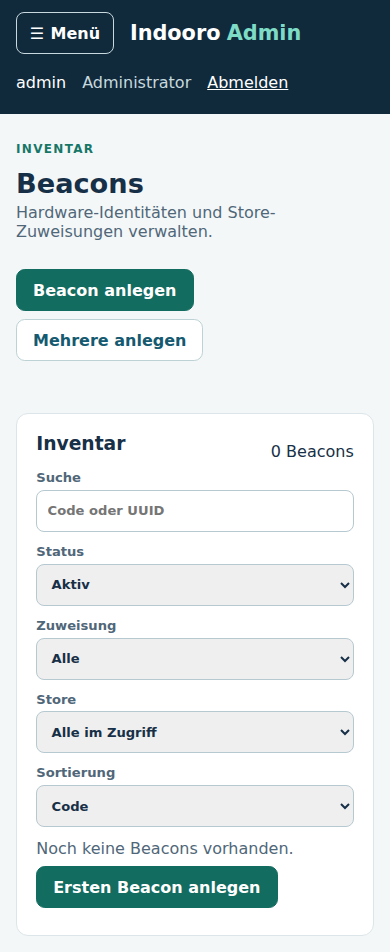 ☰ Menü
Indooro Admin
admin Administrator Abmelden
INVENTAR
Beacons
Hardware-Identitäten und Store-
Zuweisungen verwalten.
Beacon anlegen
Mehrere anlegen
Inventar
0 Beacons
Suche
Code oder UUID
Status
Aktiv
Zuweisung
Alle
Store
Alle im Zugriff
Sortierung
Code
Noch keine Beacons vorhanden.
Ersten Beacon anlegen